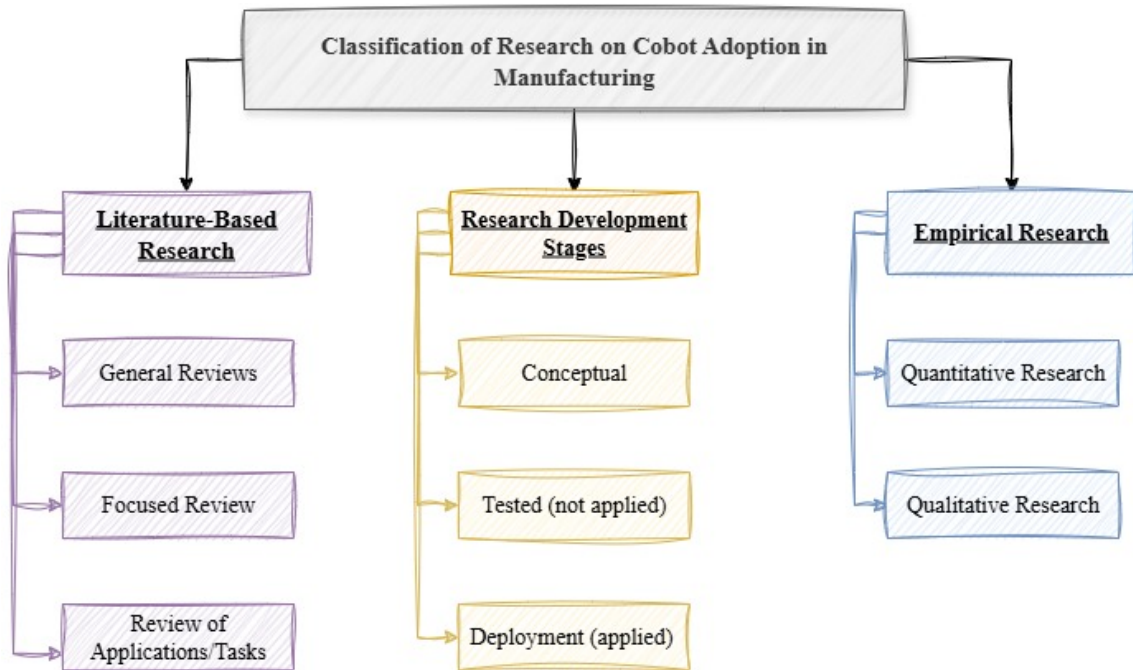 Classification of Research on Cobot Adoption in
Manufacturing
Literature-Based
Research
General Reviews
Focused Review
Review of
Applications/Tasks
Research Development
Stages
Conceptual
Tested (not applied)
Deployment (applied)
Empirical Research
Quantitative Research
Qualitative Research